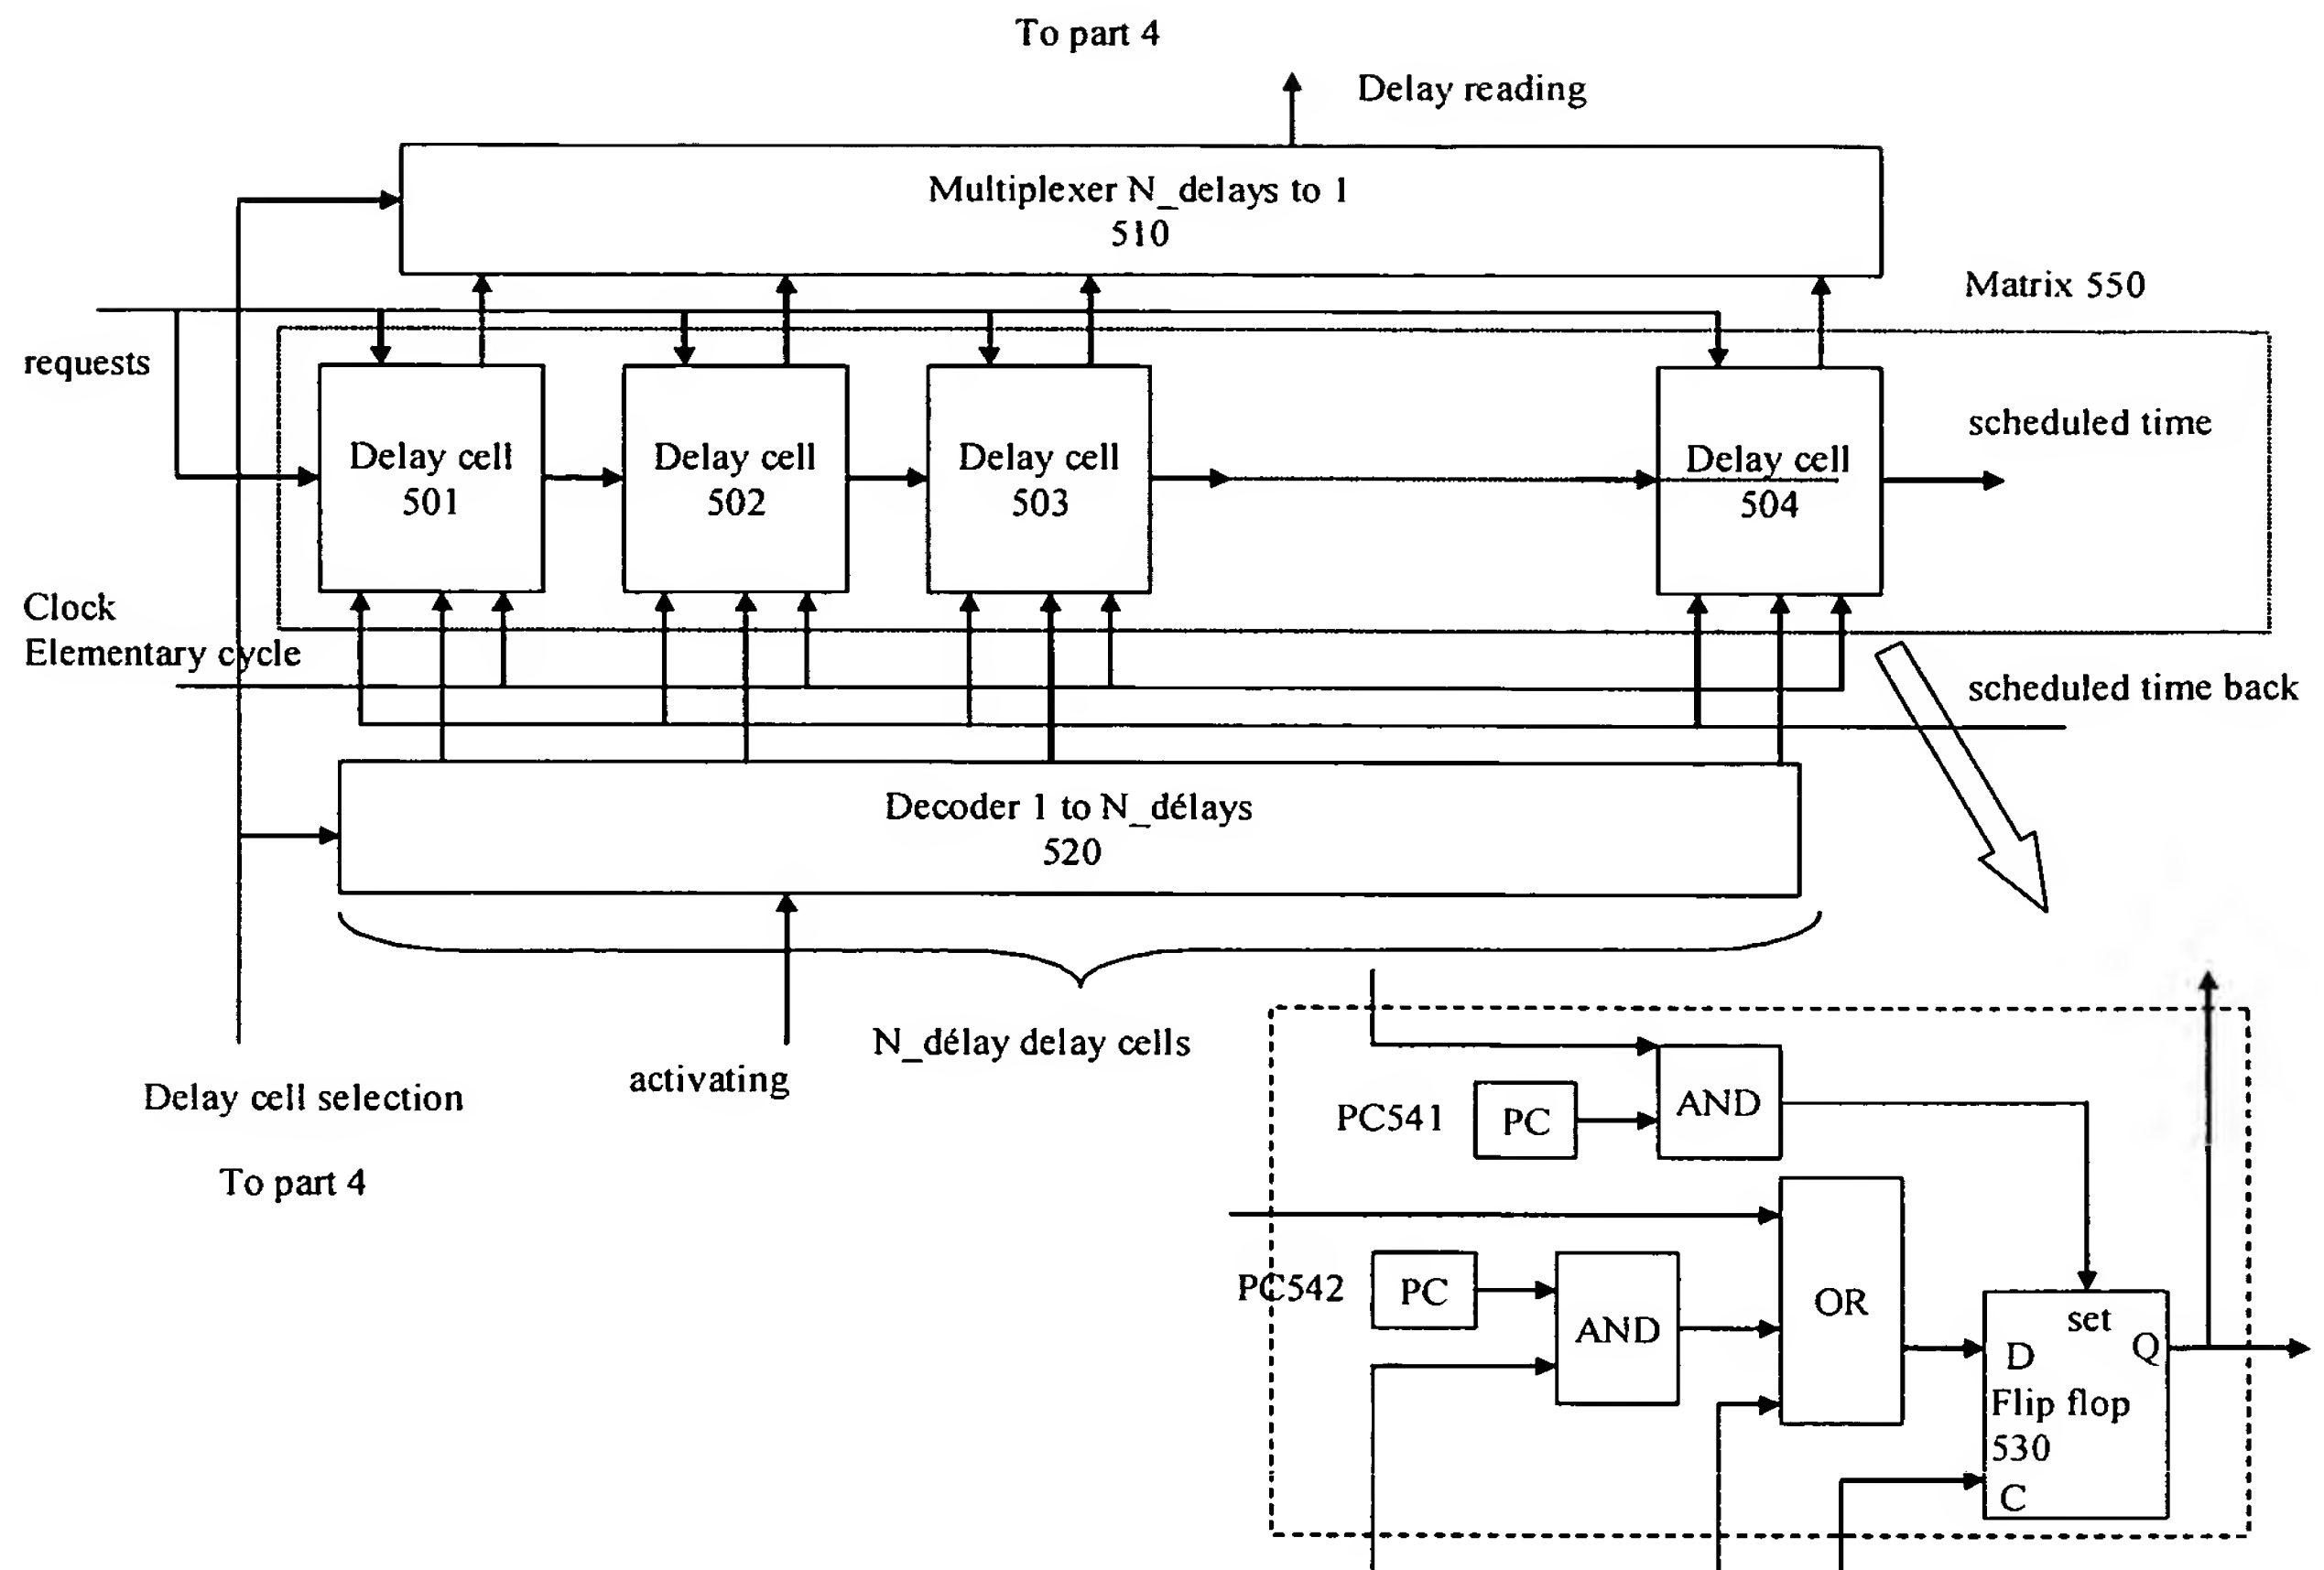 To part 4
Delay reading
Multiplexer N_delays to 1
510
Matrix 550
requests
scheduled time
Delay cell
501
Delay cell
502
Delay cell
503
Delay cell
504
Clock
Elementary cycle
scheduled time back
Decoder 1 to N_délays
520
N_délay delay cells
activating
Delay cell selection
To part 4
PC541
PC
AND
PC542
PC
AND
OR
set
D
Q
Flip flop
530
C